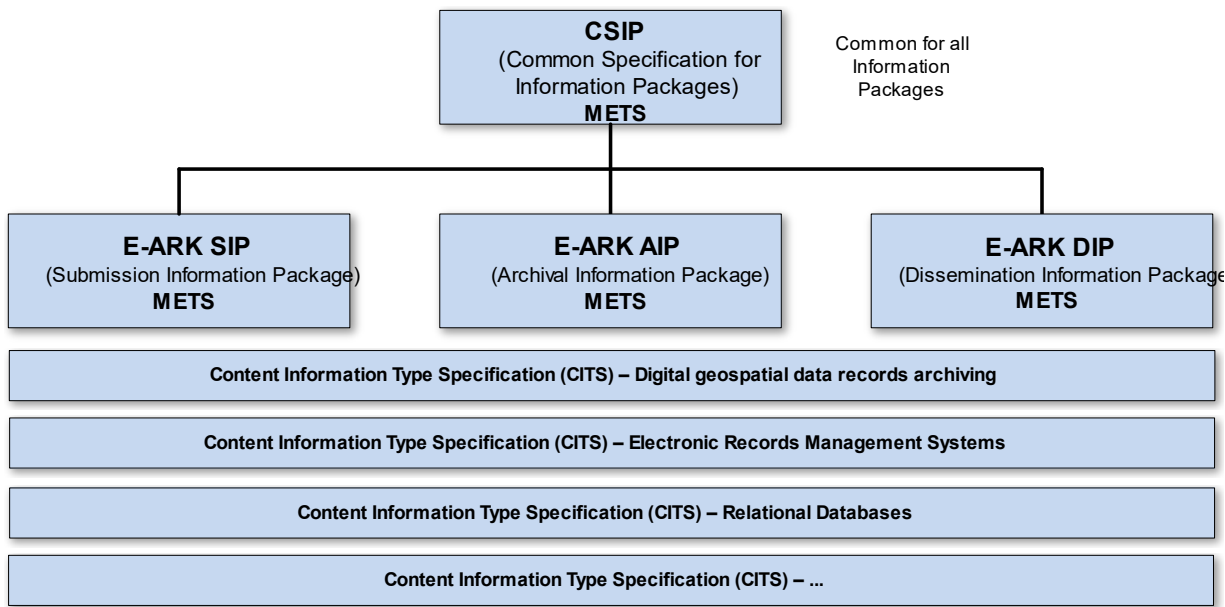 CSIP
(Common Specification for
Information Packages)
METS
Common for all
Information
Packages
E-ARK SIP
(Submission Information Package)
METS
E-ARK AIP
(Archival Information Package)
METS
E-ARK DIP
(Dissemination Information Package
METS
Content Information Type Specification (CITS) – Digital geospatial data records archiving
Content Information Type Specification (CITS) – Electronic Records Management Systems
Content Information Type Specification (CITS) – Relational Databases
Content Information Type Specification (CITS) – ...